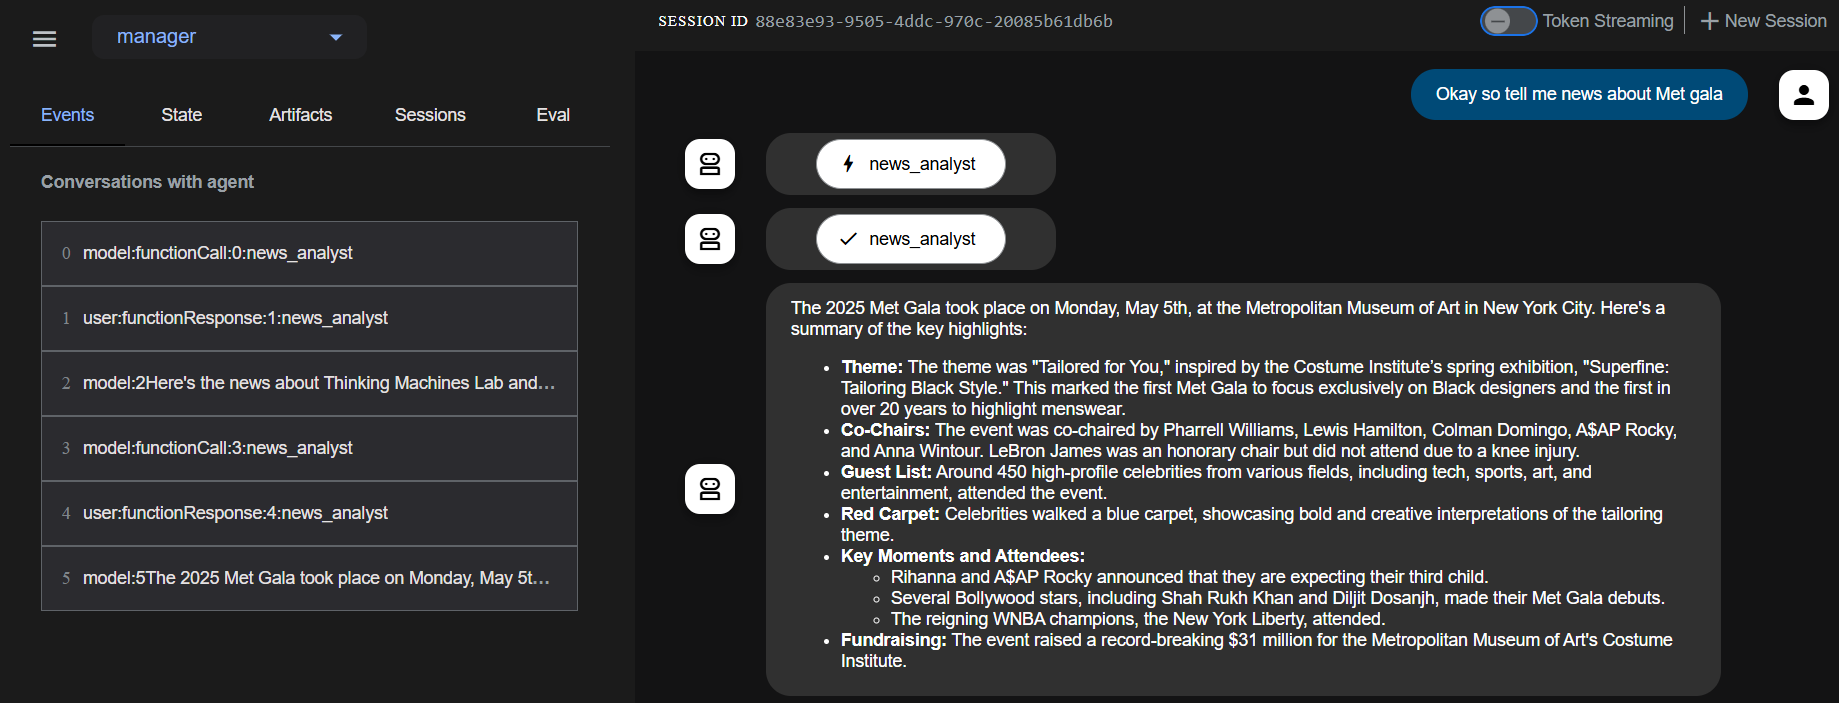 manager
SESSION ID 88e83e93-9505-4ddc-970c-20085b61db6b
Token Streaming
New Session
Events
State
Artifacts
Sessions
Eval
Conversations with agent
0 model:functionCall:0:news_analyst
1 user:functionResponse:1:news_analyst
2 model:2Here's the news about Thinking Machines Lab and...
3 model:functionCall:3:news_analyst
4 user:functionResponse:4:news_analyst
5 model:5The 2025 Met Gala took place on Monday, May 5t...
Okay so tell me news about Met gala
news_analyst
news_analyst
The 2025 Met Gala took place on Monday, May 5th, at the Metropolitan Museum of Art in New York City. Here's a
summary of the key highlights:
Theme: The theme was "Tailored for You," inspired by the Costume Institute's spring exhibition, "Superfine:
Tailoring Black Style." This marked the first Met Gala to focus exclusively on Black designers and the first in
over 20 years to highlight menswear.
Co-Chairs: The event was co-chaired by Pharrell Williams, Lewis Hamilton, Colman Domingo, A$AP Rocky,
and Anna Wintour. LeBron James was an honorary chair but did not attend due to a knee injury.
Guest List: Around 450 high-profile celebrities from various fields, including tech, sports, art, and
entertainment, attended the event.
Red Carpet: Celebrities walked a blue carpet, showcasing bold and creative interpretations of the tailoring
theme.
Key Moments and Attendees:
Rihanna and A$AP Rocky announced that they are expecting their third child.
Several Bollywood stars, including Shah Rukh Khan and Diljit Dosanjh, made their Met Gala debuts.
The reigning WNBA champions, the New York Liberty, attended.
Fundraising: The event raised a record-breaking $31 million for the Metropolitan Museum of Art's Costume
Institute.